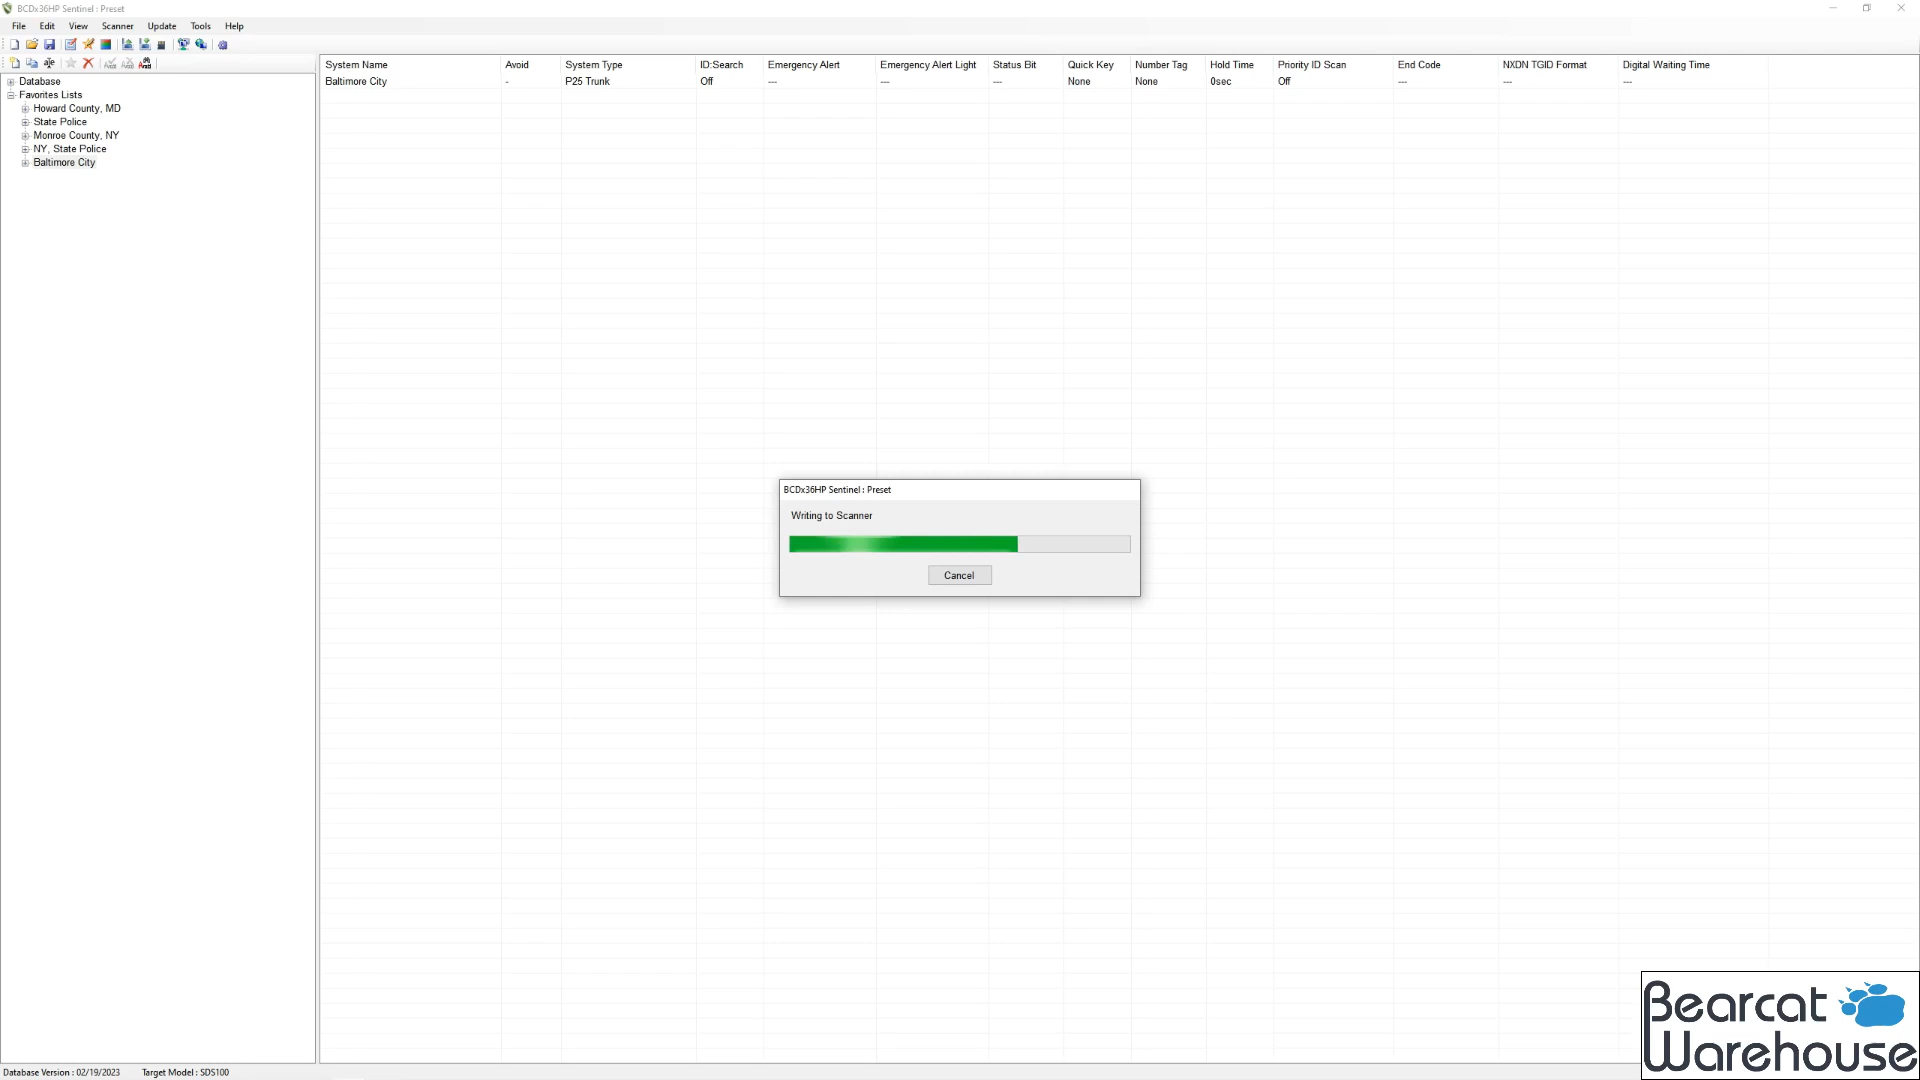 BCDx36HP Sentinel : Preset
File Edit View Scanner Update Tools Help
Database
Favorites Lists
Howard County, MD
State Police
Monroe County, NY
NY, State Police
Baltimore City
System Name Avoid System Type ID:Search Emergency Alert Emergency Alert Light Status Bit Quick Key Number Tag Hold Time Priority ID Scan End Code NXDN TGID Format Digital Waiting Time
Baltimore City - P25 Trunk Off --- --- --- None None 0sec Off --- --- ---
BCDx36HP Sentinel : Preset
Writing to Scanner
Cancel
Bearcat
Warehouse
Database Version : 02/19/2023 Target Model : SDS100